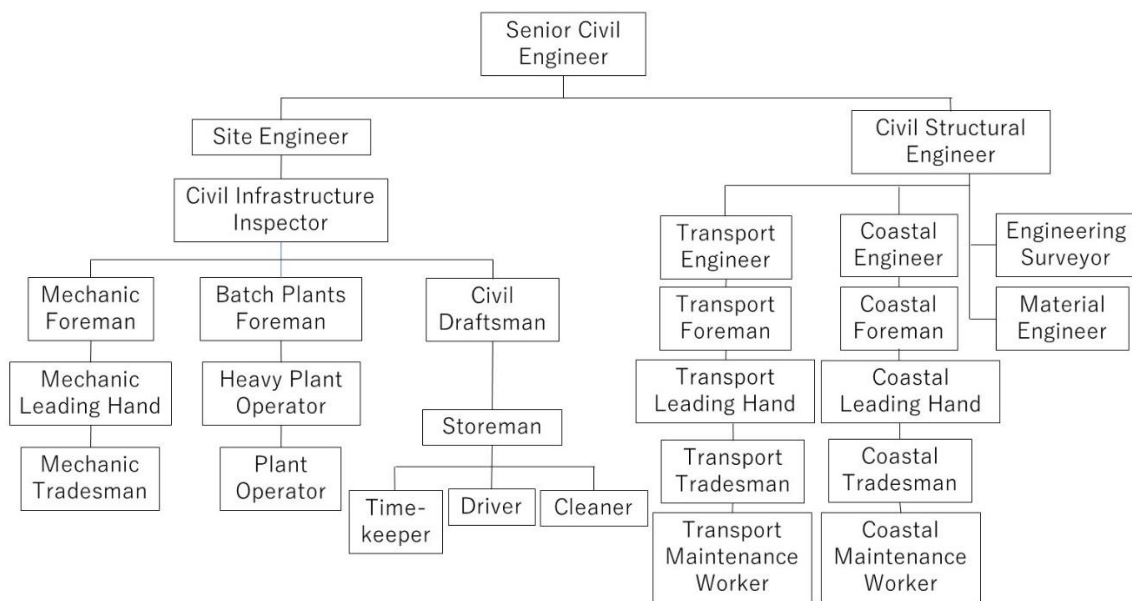 Senior Civil
Engineer
Site Engineer
Civil Structural
Engineer
Civil Infrastructure
Inspector
Transport
Engineer
Coastal
Engineer
Engineering
Surveyor
Mechanic
Foreman
Batch Plants
Foreman
Civil
Draftsman
Transport
Foreman
Coastal
Foreman
Material
Engineer
Mechanic
Leading Hand
Heavy Plant
Operator
Transport
Leading Hand
Coastal
Leading Hand
Storeman
Mechanic
Tradesman
Plant
Operator
Transport
Tradesman
Coastal
Tradesman
Time-
keeper
Driver
Cleaner
Transport
Maintenance
Worker
Coastal
Maintenance
Worker